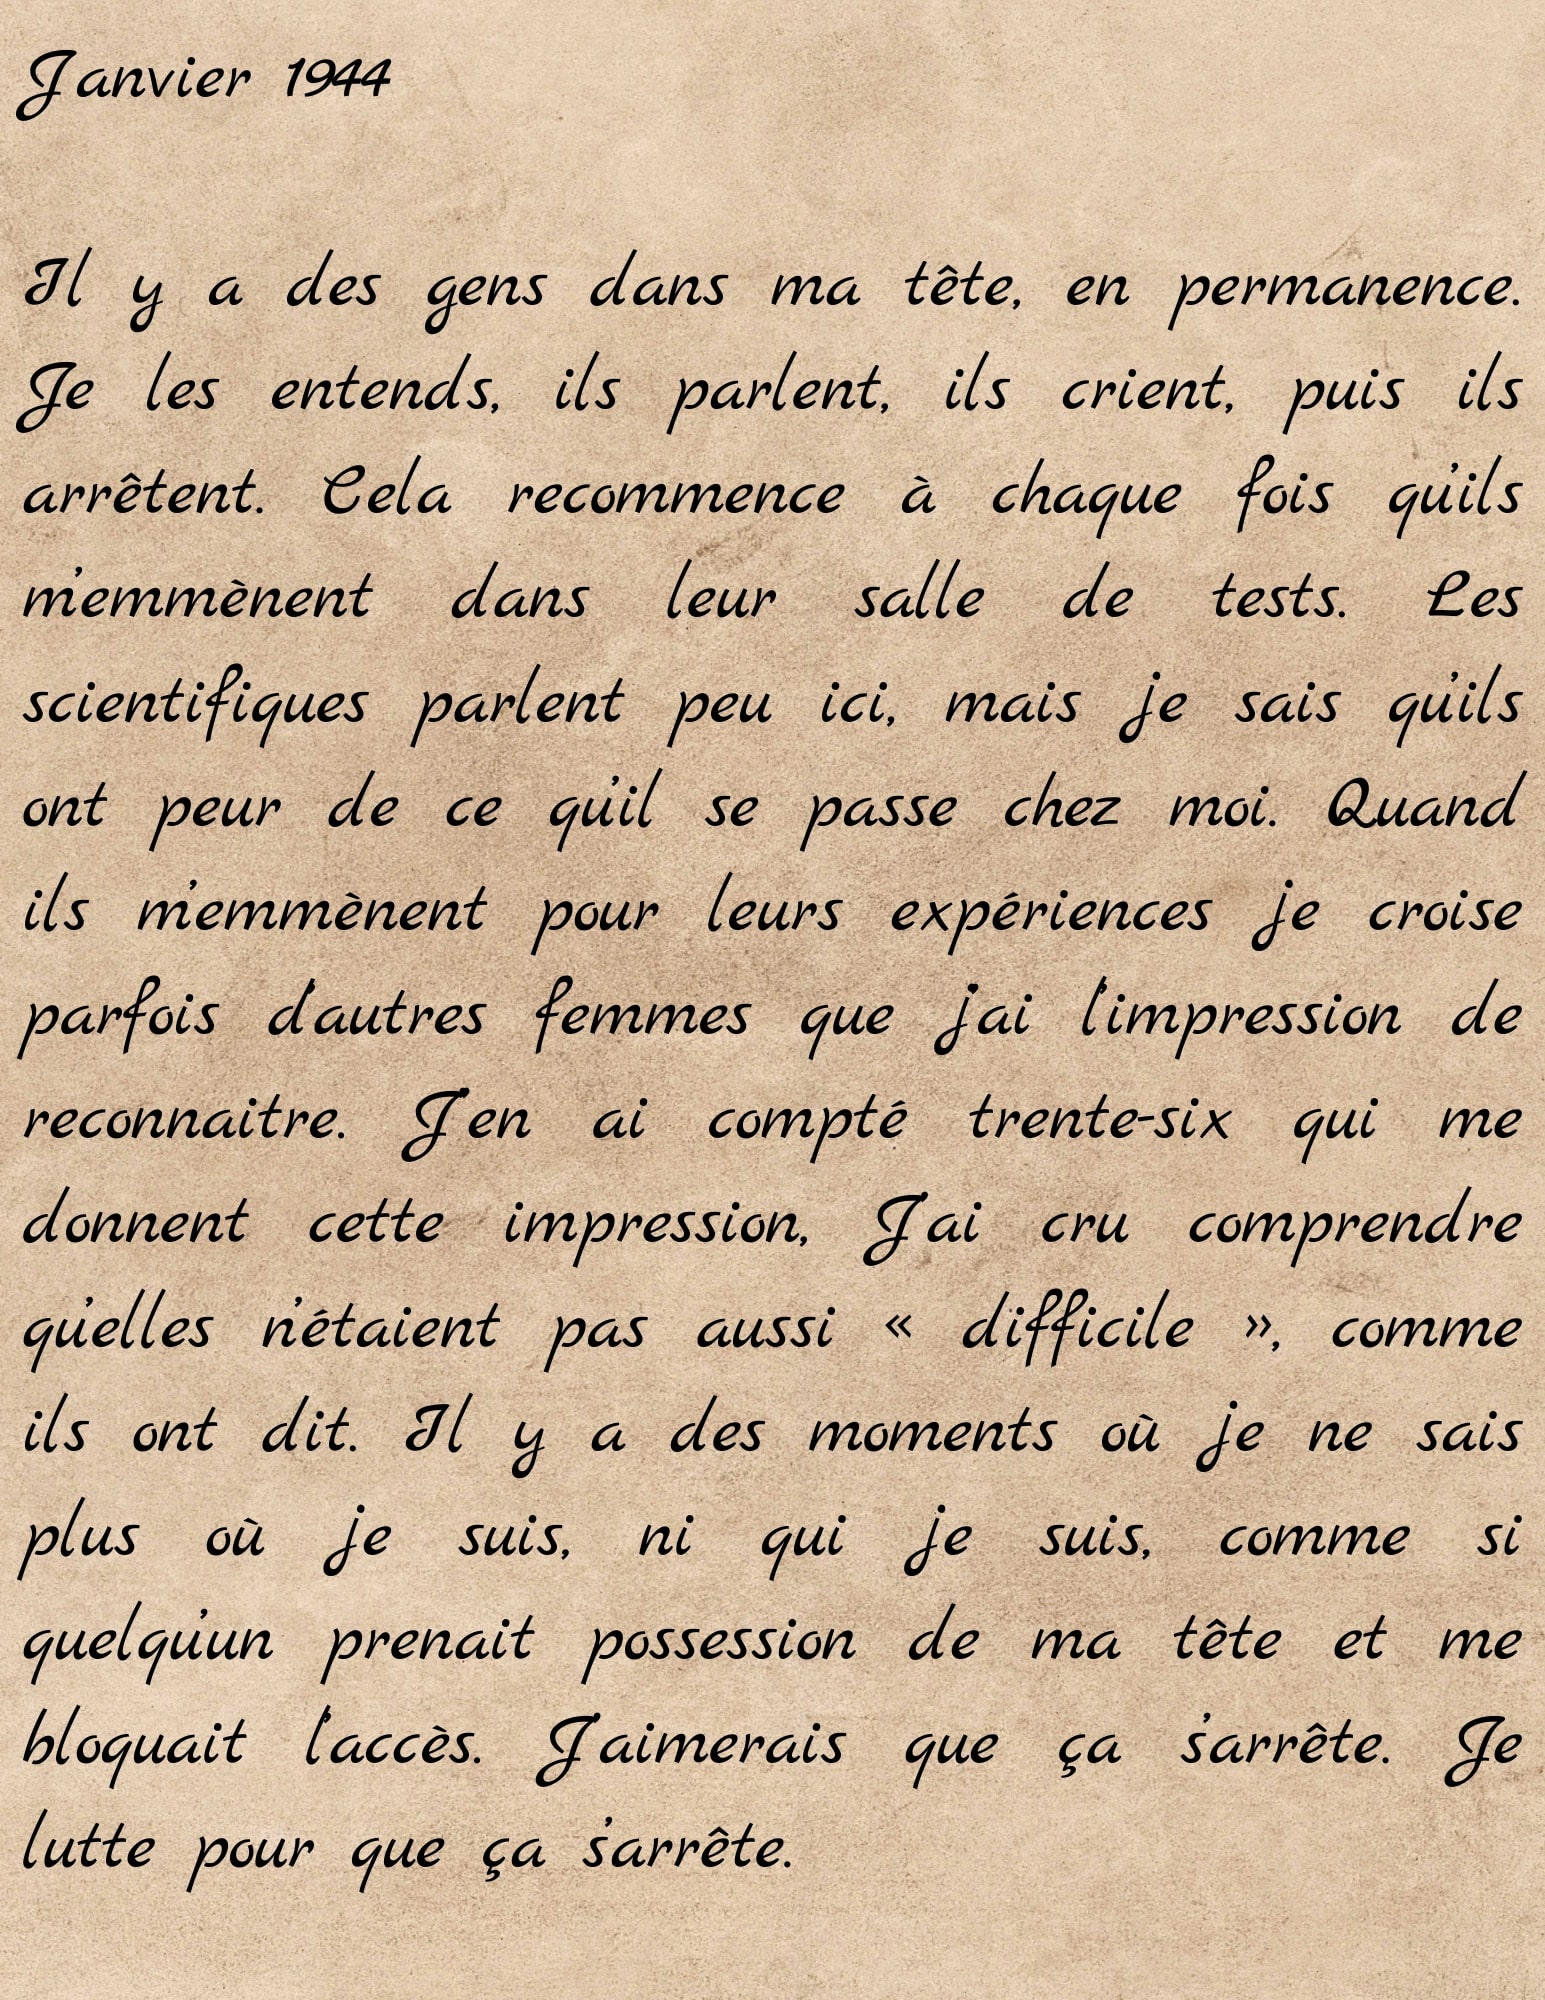 Janvier 1944
Il y a des gens dans ma tête, en permanence.
Je les entends, ils parlent, ils crient, puis ils
arrêtent. Cela recommence à chaque fois qu'ils
m'emmènent dans leur salle de tests. Les
scientifiques parlent peu ici, mais je sais qu'ils
ont peur de ce qu'il se passe chez moi. Quand
ils m'emmènent pour leurs expériences je croise
parfois d'autres femmes que j'ai l'impression de
reconnaitre. J'en ai compté trente-six qui me
donnent cette impression, J'ai cru comprendre
qu'elles n'étaient pas aussi « difficile », comme
ils ont dit. Il y a des moments où je ne sais
plus où je suis, ni qui je suis, comme si
quelqu'un prenait possession de ma tête et me
bloquait l'accès. J'aimerais que ça s'arrête. Je
lutte pour que ça s'arrête.